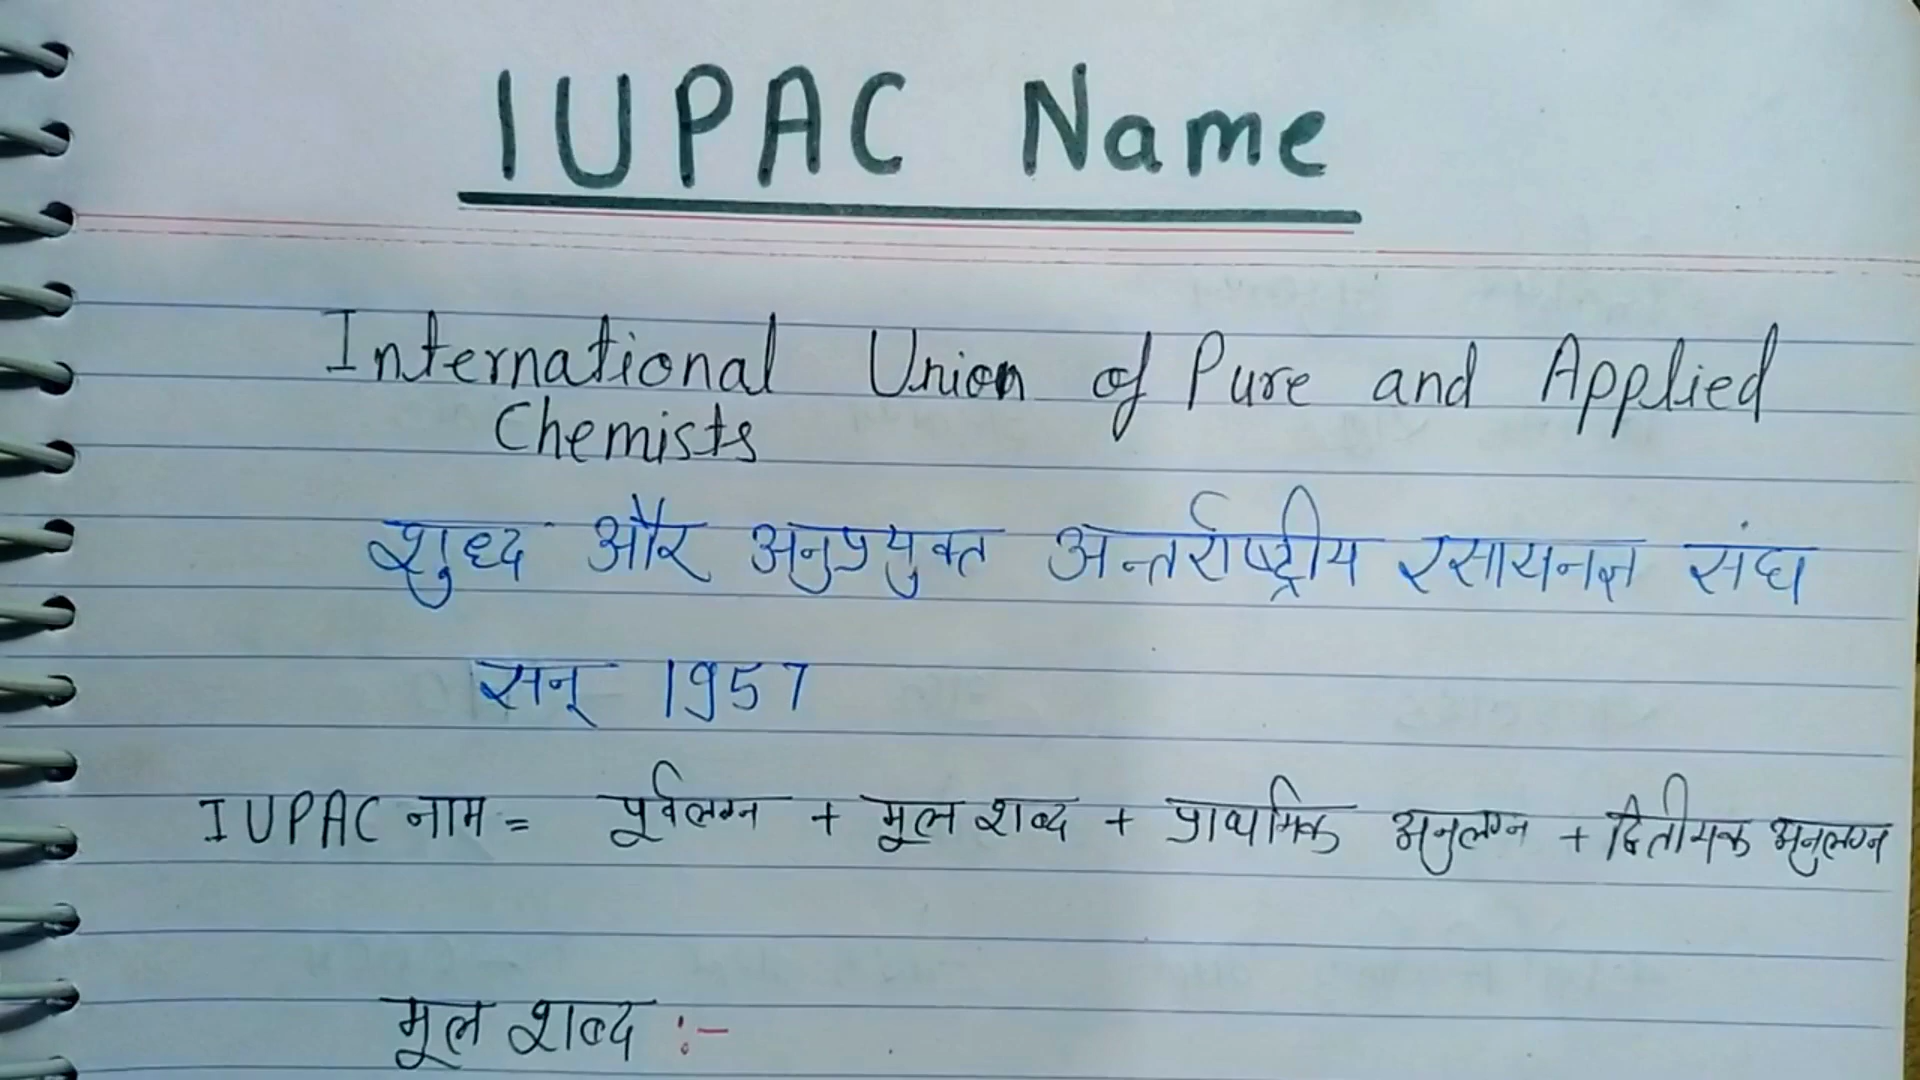 IUPAC Name
International Union of Pure and Applied
Chemists
शुध्द और अनुप्रयुक्त अन्तर्राष्ट्रीय रसायनज्ञ संघ
सन् 1957
IUPAC नाम = पूर्वलग्न + मूल शब्द + प्राथमिक अनुलग्न + द्वितीयक अनुलग्न
मूल शब्द :-